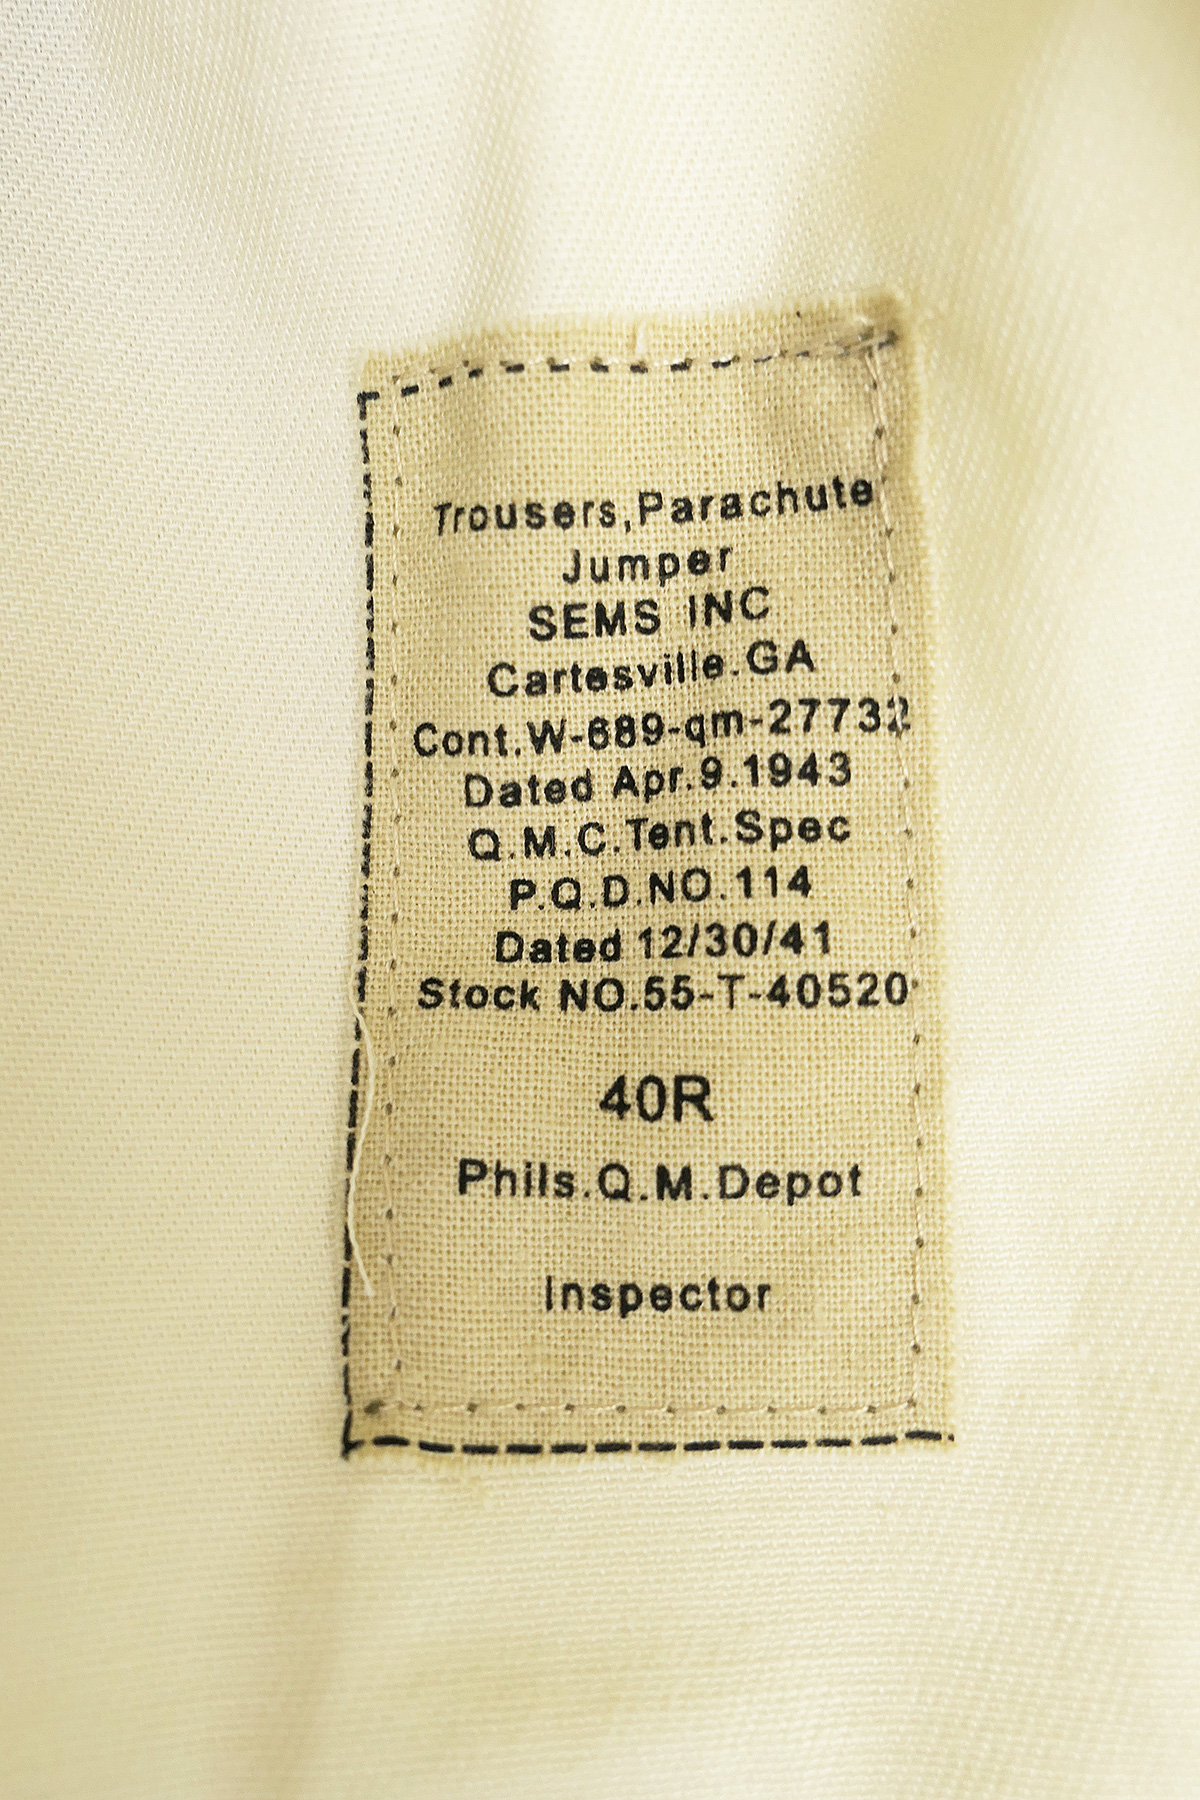 Trousers,Parachute
Jumper
SEMS INC
Cartesville.GA
Cont.W-689-qm-27732
Dated Apr.9.1943
Q.M.C.Tent.Spec
P.Q.D.NO.114
Dated 12/30/41
Stock NO.55-T-40520
40R
Phils.Q.M.Depot
Inspector